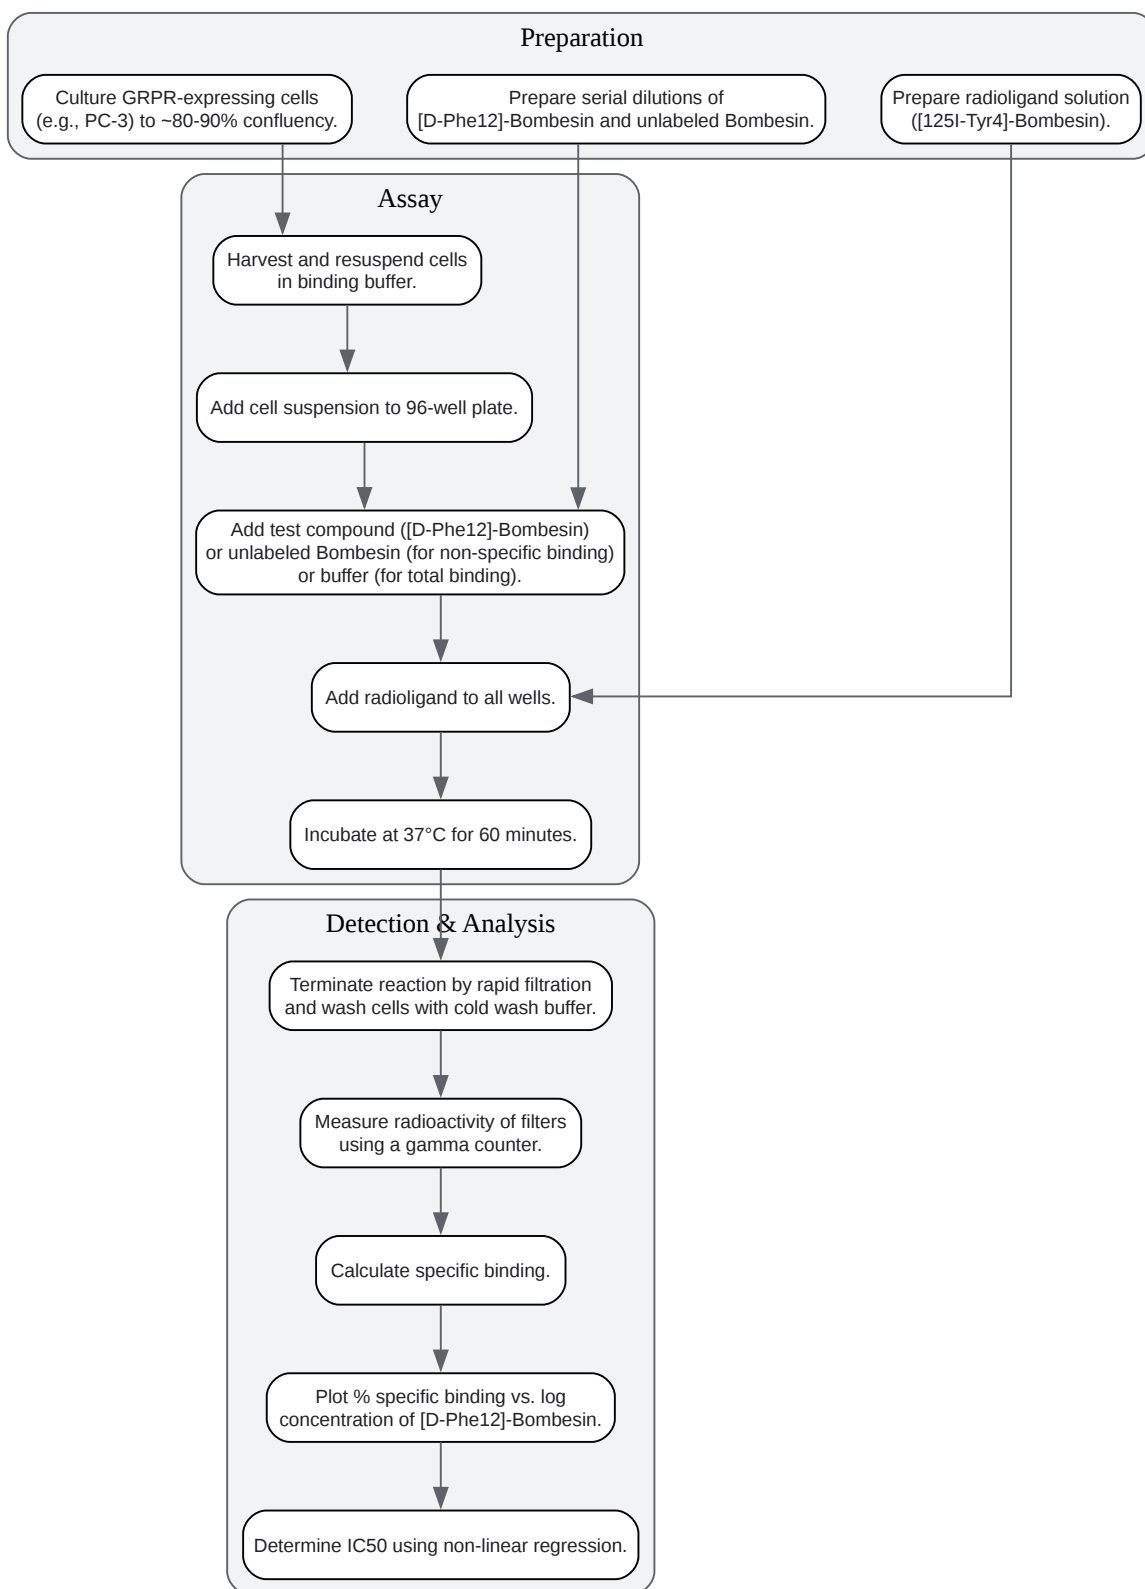 Preparation
Culture GRPR-expressing cells
(e.g., PC-3) to ~80-90% confluency.
Prepare serial dilutions of
[D-Phe12]-Bombesin and unlabeled Bombesin.
Prepare radioligand solution
([125I-Tyr4]-Bombesin).
Assay
Harvest and resuspend cells
in binding buffer.
Add cell suspension to 96-well plate.
Add test compound ([D-Phe12]-Bombesin)
or unlabeled Bombesin (for non-specific binding)
or buffer (for total binding).
Add radioligand to all wells.
Incubate at 37°C for 60 minutes.
Detection & Analysis
Terminate reaction by rapid filtration
and wash cells with cold wash buffer.
Measure radioactivity of filters
using a gamma counter.
Calculate specific binding.
Plot % specific binding vs. log
concentration of [D-Phe12]-Bombesin.
Determine IC50 using non-linear regression.